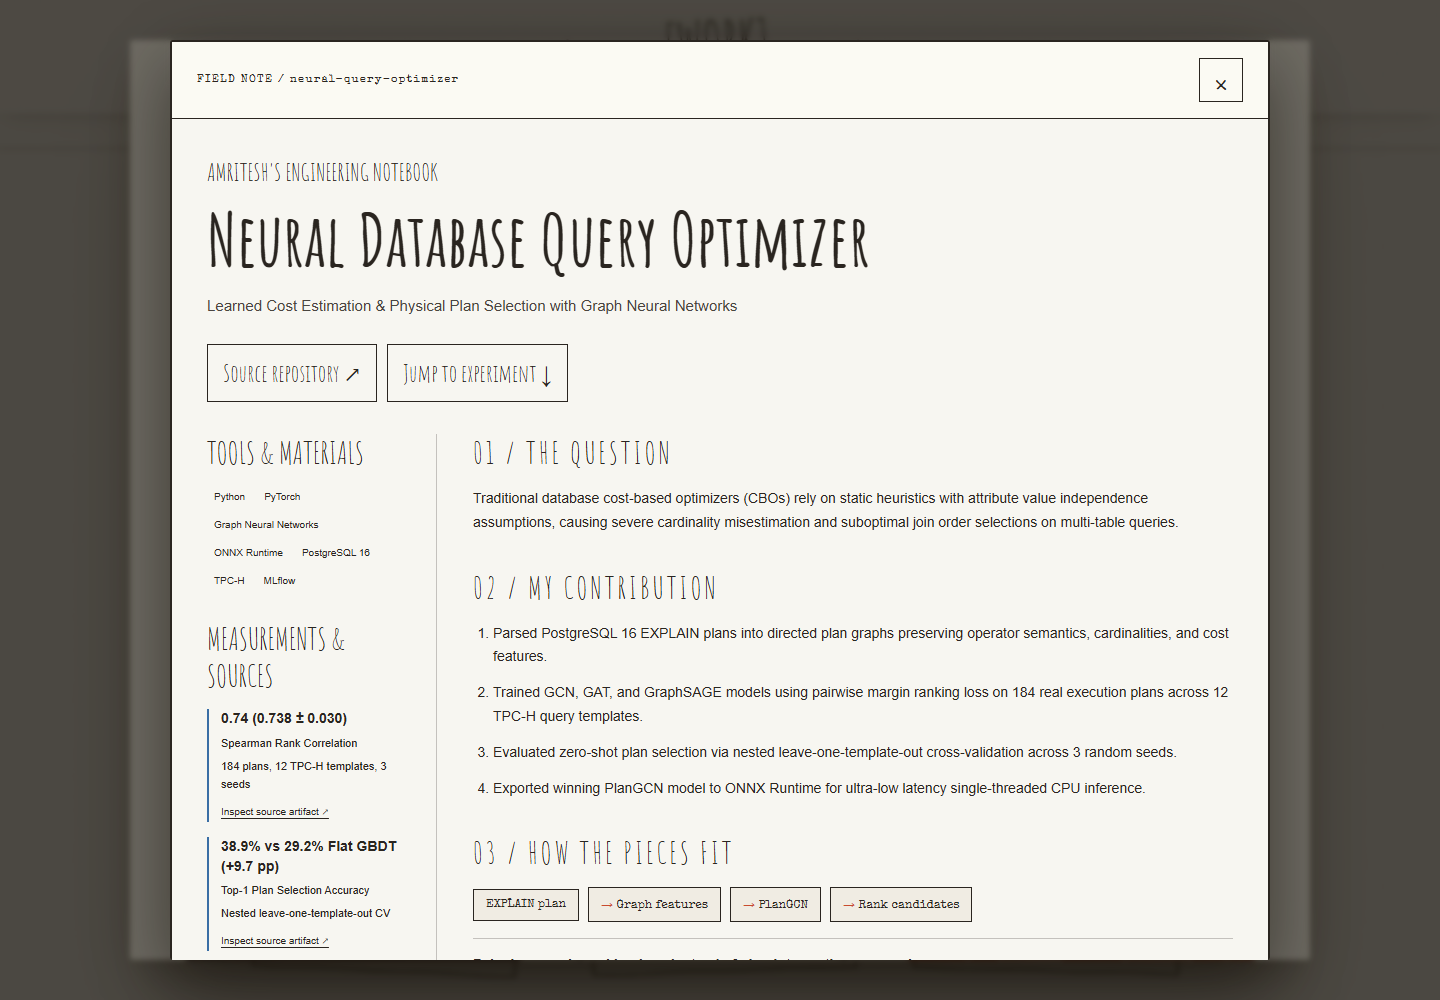 [WORK]
FIELD NOTE / neural-query-optimizer
×
AMRITESH'S ENGINEERING NOTEBOOK
Neural Database Query Optimizer
Learned Cost Estimation & Physical Plan Selection with Graph Neural Networks
Source repository ↗
Jump to experiment ↓
TOOLS & MATERIALS
Python PyTorch
Graph Neural Networks
ONNX Runtime PostgreSQL 16
TPC-H MLflow
MEASUREMENTS &
SOURCES
0.74 (0.738 ± 0.030)
Spearman Rank Correlation
184 plans, 12 TPC-H templates, 3
seeds
Inspect source artifact ↗
38.9% vs 29.2% Flat GBDT
(+9.7 pp)
Top-1 Plan Selection Accuracy
Nested leave-one-template-out CV
Inspect source artifact ↗
01 / THE QUESTION
Traditional database cost-based optimizers (CBOs) rely on static heuristics with attribute value independence
assumptions, causing severe cardinality misestimation and suboptimal join order selections on multi-table queries.
02 / MY CONTRIBUTION
1. Parsed PostgreSQL 16 EXPLAIN plans into directed plan graphs preserving operator semantics, cardinalities, and cost
features.
2. Trained GCN, GAT, and GraphSAGE models using pairwise margin ranking loss on 184 real execution plans across 12
TPC-H query templates.
3. Evaluated zero-shot plan selection via nested leave-one-template-out cross-validation across 3 random seeds.
4. Exported winning PlanGCN model to ONNX Runtime for ultra-low latency single-threaded CPU inference.
03 / HOW THE PIECES FIT
EXPLAIN plan
→ Graph features
→ PlanGCN
→ Rank candidates